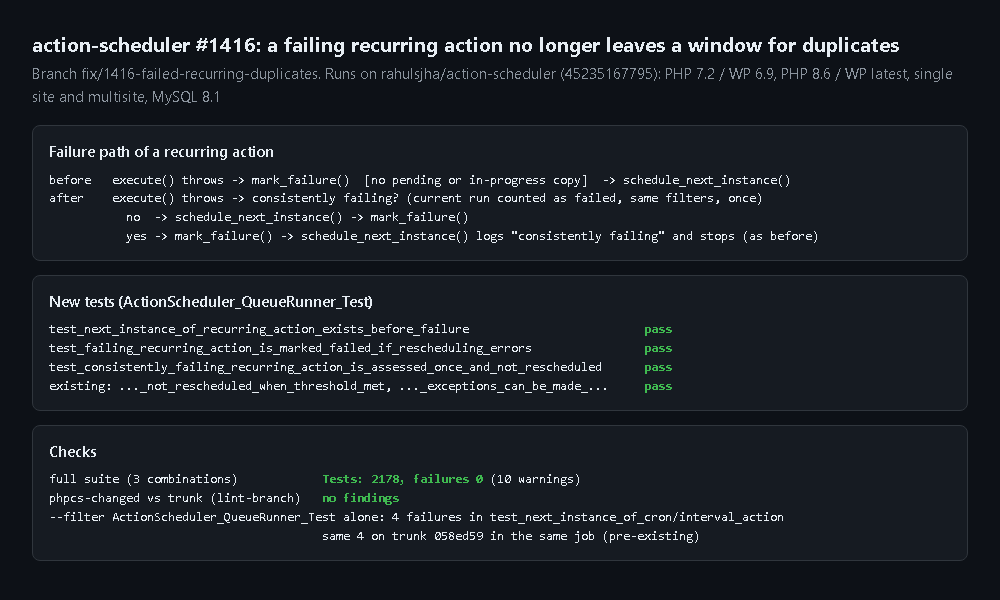 action-scheduler #1416: a failing recurring action no longer leaves a window for duplicates
Branch fix/1416-failed-recurring-duplicates. Runs on rahulsjha/action-scheduler (45235167795): PHP 7.2 / WP 6.9, PHP 8.6 / WP latest, single
site and multisite, MySQL 8.1
Failure path of a recurring action
before execute() throws -> mark_failure() [no pending or in-progress copy] -> schedule_next_instance()
after execute() throws -> consistently failing? (current run counted as failed, same filters, once)
no -> schedule_next_instance() -> mark_failure()
yes -> mark_failure() -> schedule_next_instance() logs "consistently failing" and stops (as before)
New tests (ActionScheduler_QueueRunner_Test)
test_next_instance_of_recurring_action_exists_before_failure pass
test_failing_recurring_action_is_marked_failed_if_rescheduling_errors pass
test_consistently_failing_recurring_action_is_assessed_once_and_not_rescheduled pass
existing: ..._not_rescheduled_when_threshold_met, ..._exceptions_can_be_made_... pass
Checks
full suite (3 combinations) Tests: 2178, failures 0 (10 warnings)
phpcs-changed vs trunk (lint-branch) no findings
--filter ActionScheduler_QueueRunner_Test alone: 4 failures in test_next_instance_of_cron/interval_action
same 4 on trunk 058ed59 in the same job (pre-existing)